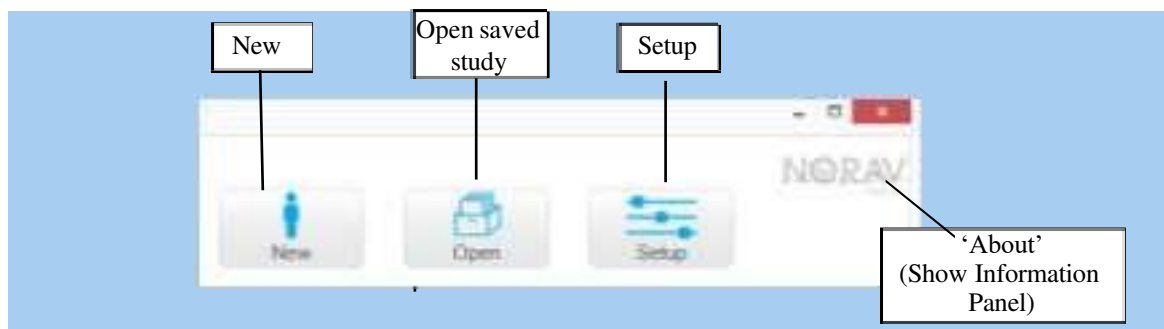 New
Open saved
study
Setup
NORAV
New
Open
Setup
‘About’
(Show Information
Panel)